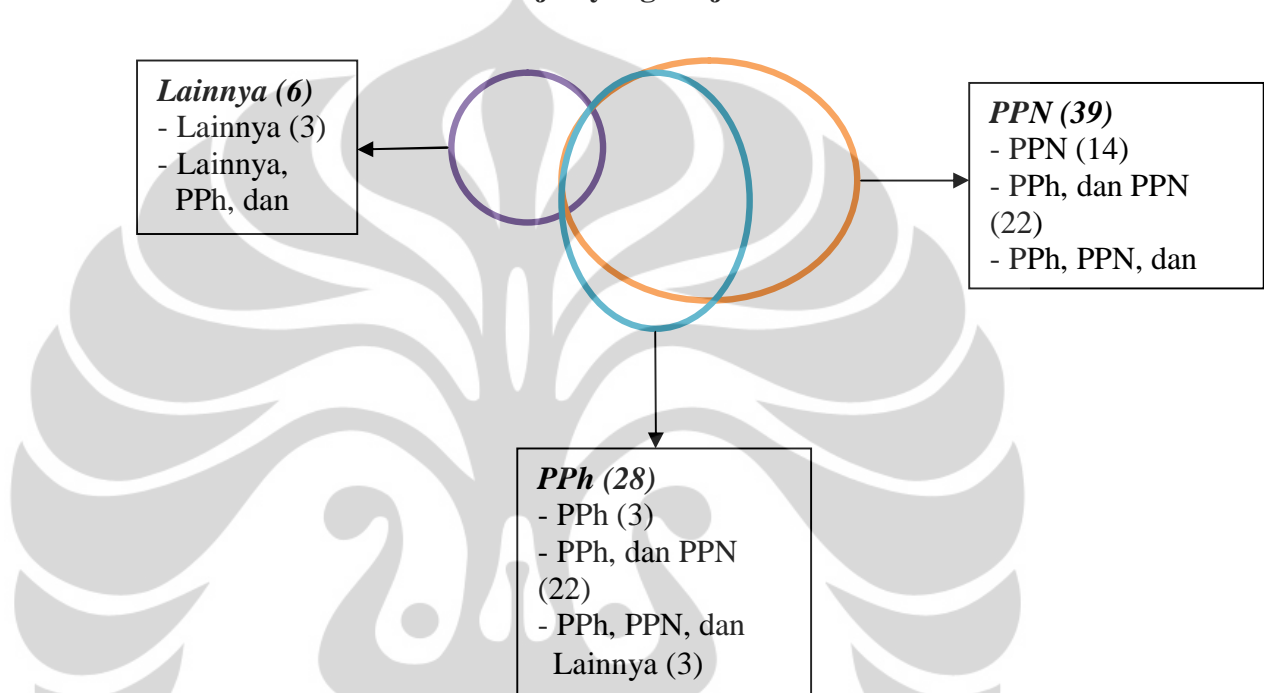 Lainnya (6)
- Lainnya (3)
- Lainnya,
PPh, dan
PPN (39)
- PPN (14)
- PPh, dan PPN
(22)
- PPh, PPN, dan
PPh (28)
- PPh (3)
- PPh, dan PPN
(22)
- PPh, PPN, dan
Lainnya (3)